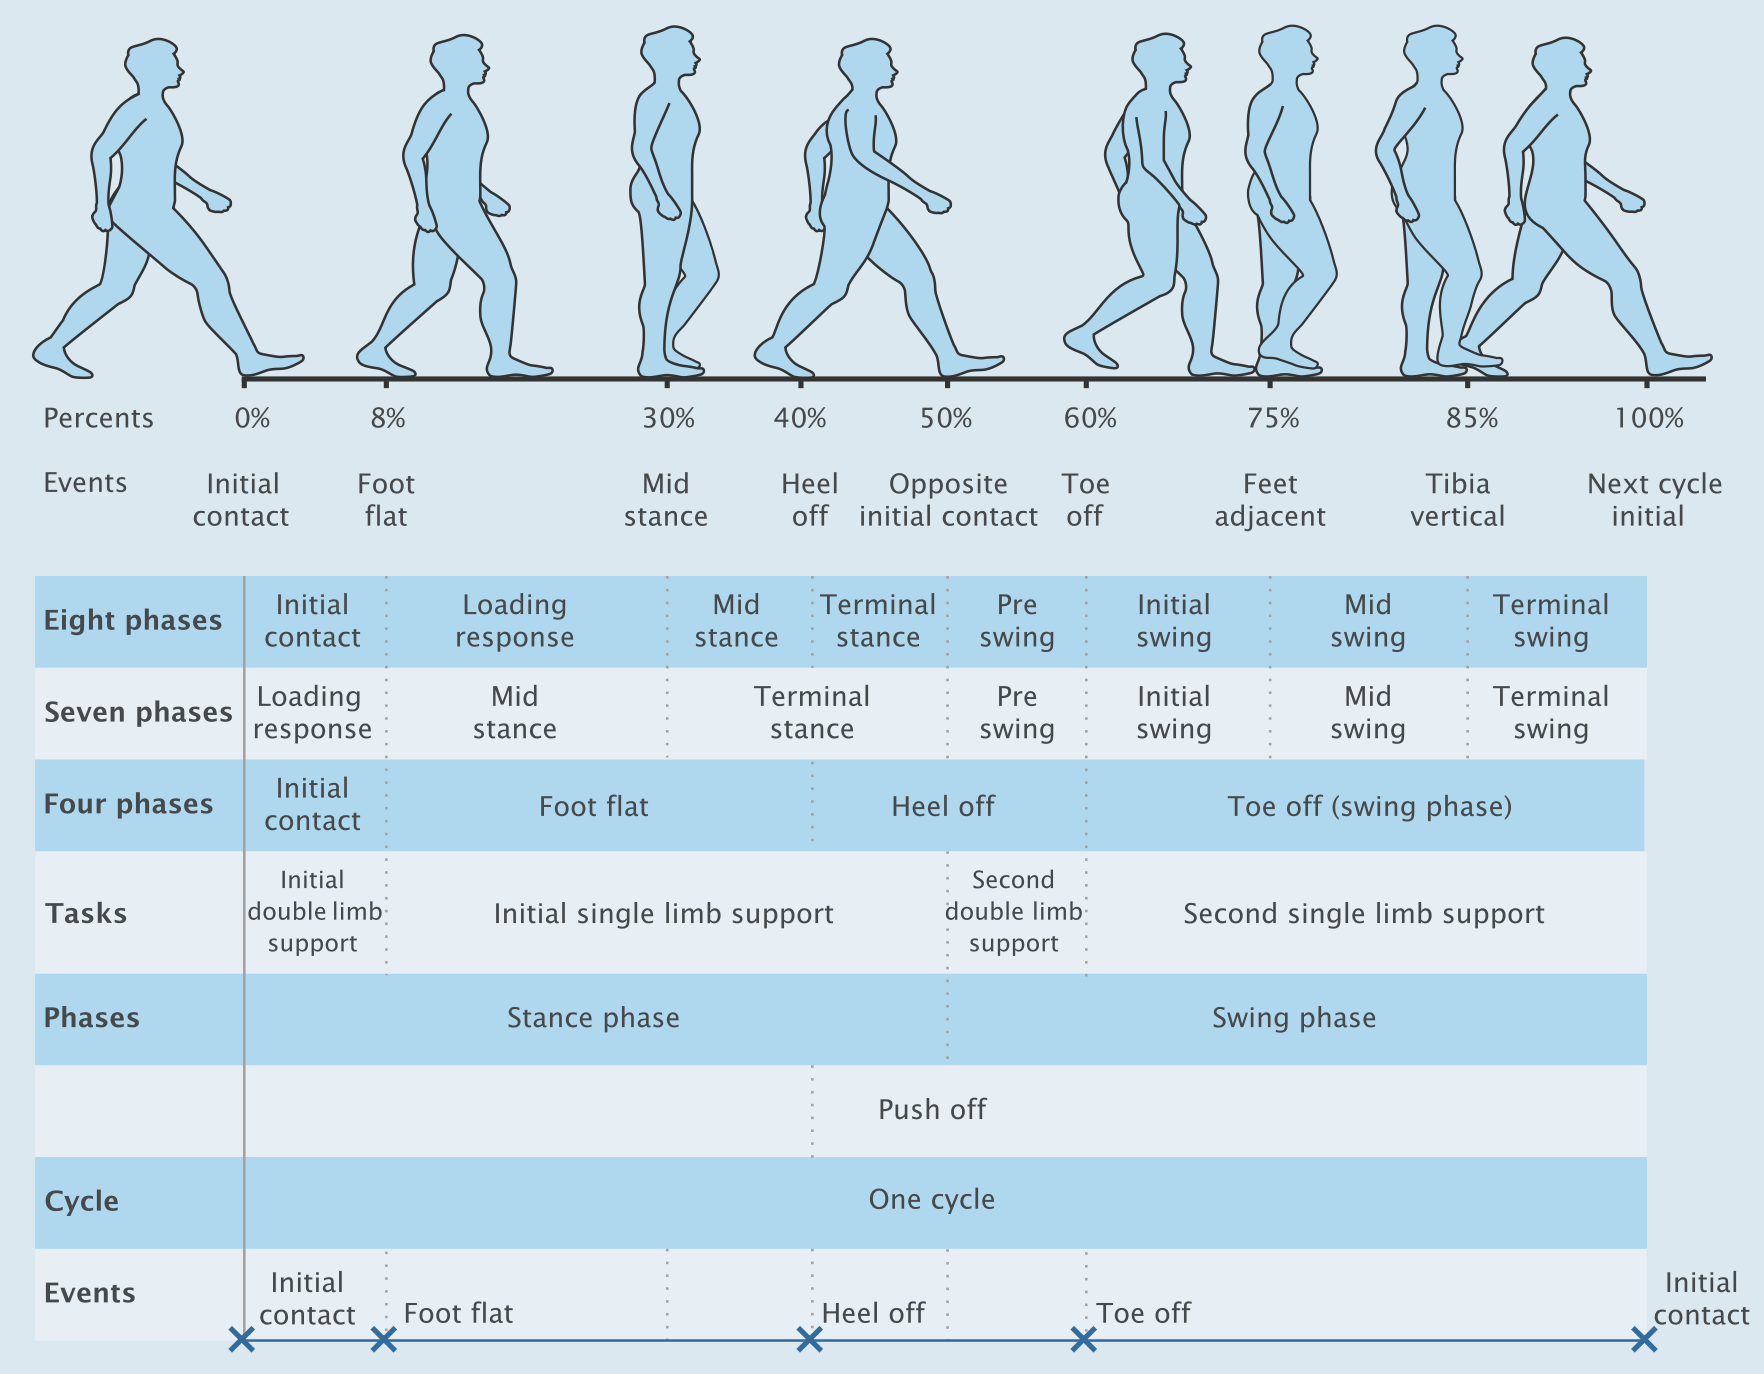 Percents 0% 8% 30% 40% 50% 60% 75% 85% 100%
Events Initial Foot Mid Heel Opposite Toe Feet Tibia Next cycle
contact flat stance off initial contact off adjacent vertical initial
Eight phases
Initial Loading Mid Terminal Pre Initial Mid Terminal
contact response stance stance swing swing swing swing
Seven phases
Loading Mid Terminal Pre Initial Mid Terminal
response stance stance swing swing swing swing
Four phases
Initial
contact
Foot flat Heel off Toe off (swing phase)
Tasks
Initial
double limb
support
Initial single limb support
Second
double limb
support
Second single limb support
Phases Stance phase Swing phase
Push off
Cycle One cycle
Events
Initial
contact
Foot flat Heel off Toe off
Initial
contact